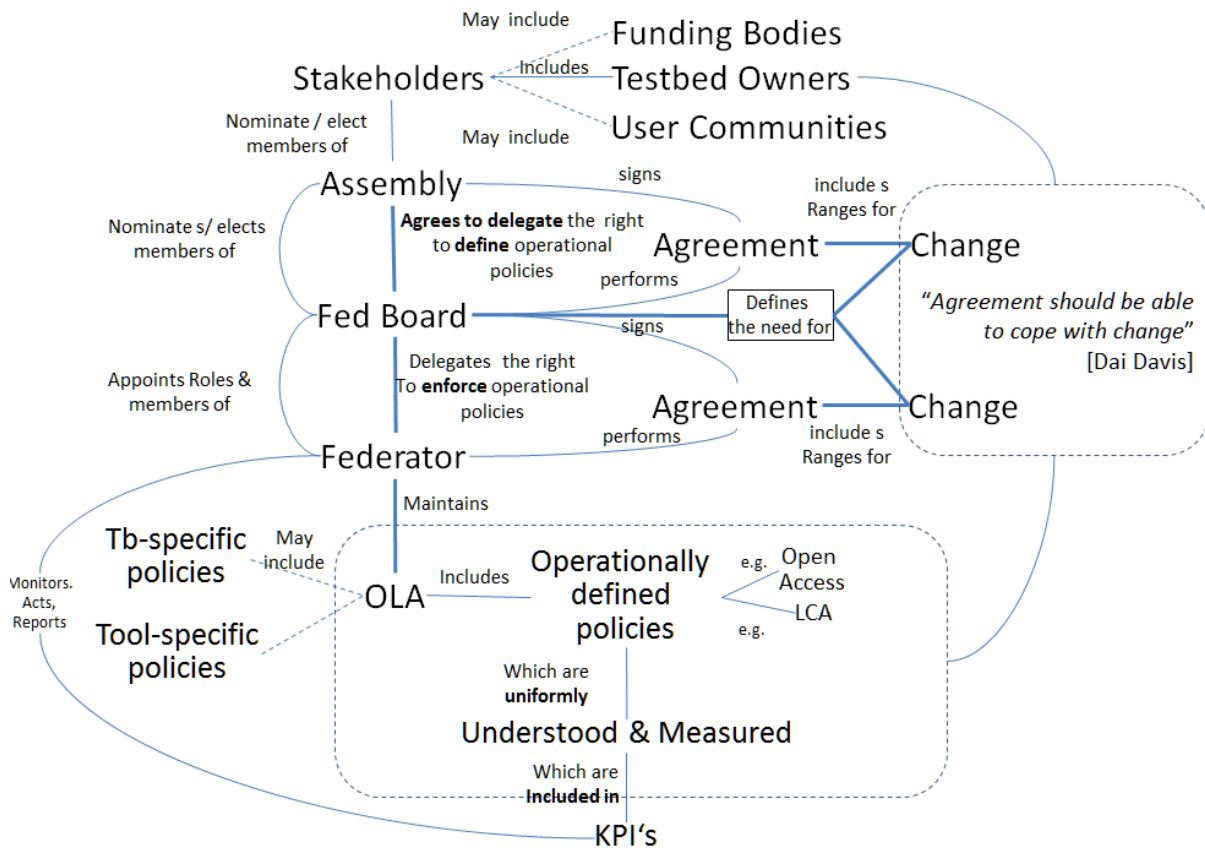 May include
Funding Bodies
Stakeholders
Includes
Testbed Owners
Nominate / elect
members of
May include
User Communities
Assembly
signs
include s
Ranges for
Nominate s/ elects
members of
Agrees to delegate the right
to define operational
policies
Agreement
Change
performs
Fed Board
signs
Defines
the need for
“Agreement should be able
to cope with change”
[Dai Davis]
Appoints Roles &
members of
Delegates the right
To enforce operational
policies
Agreement
Change
performs
include s
Ranges for
Federator
Maintains
Tb-specific
policies
May
include
Monitors.
Acts,
Reports
OLA
Includes
Operationally
defined
policies
e.g.
Open
Access
LCA
e.g.
Tool-specific
policies
Which are
uniformly
Understood & Measured
Which are
Included in
KPI‘s